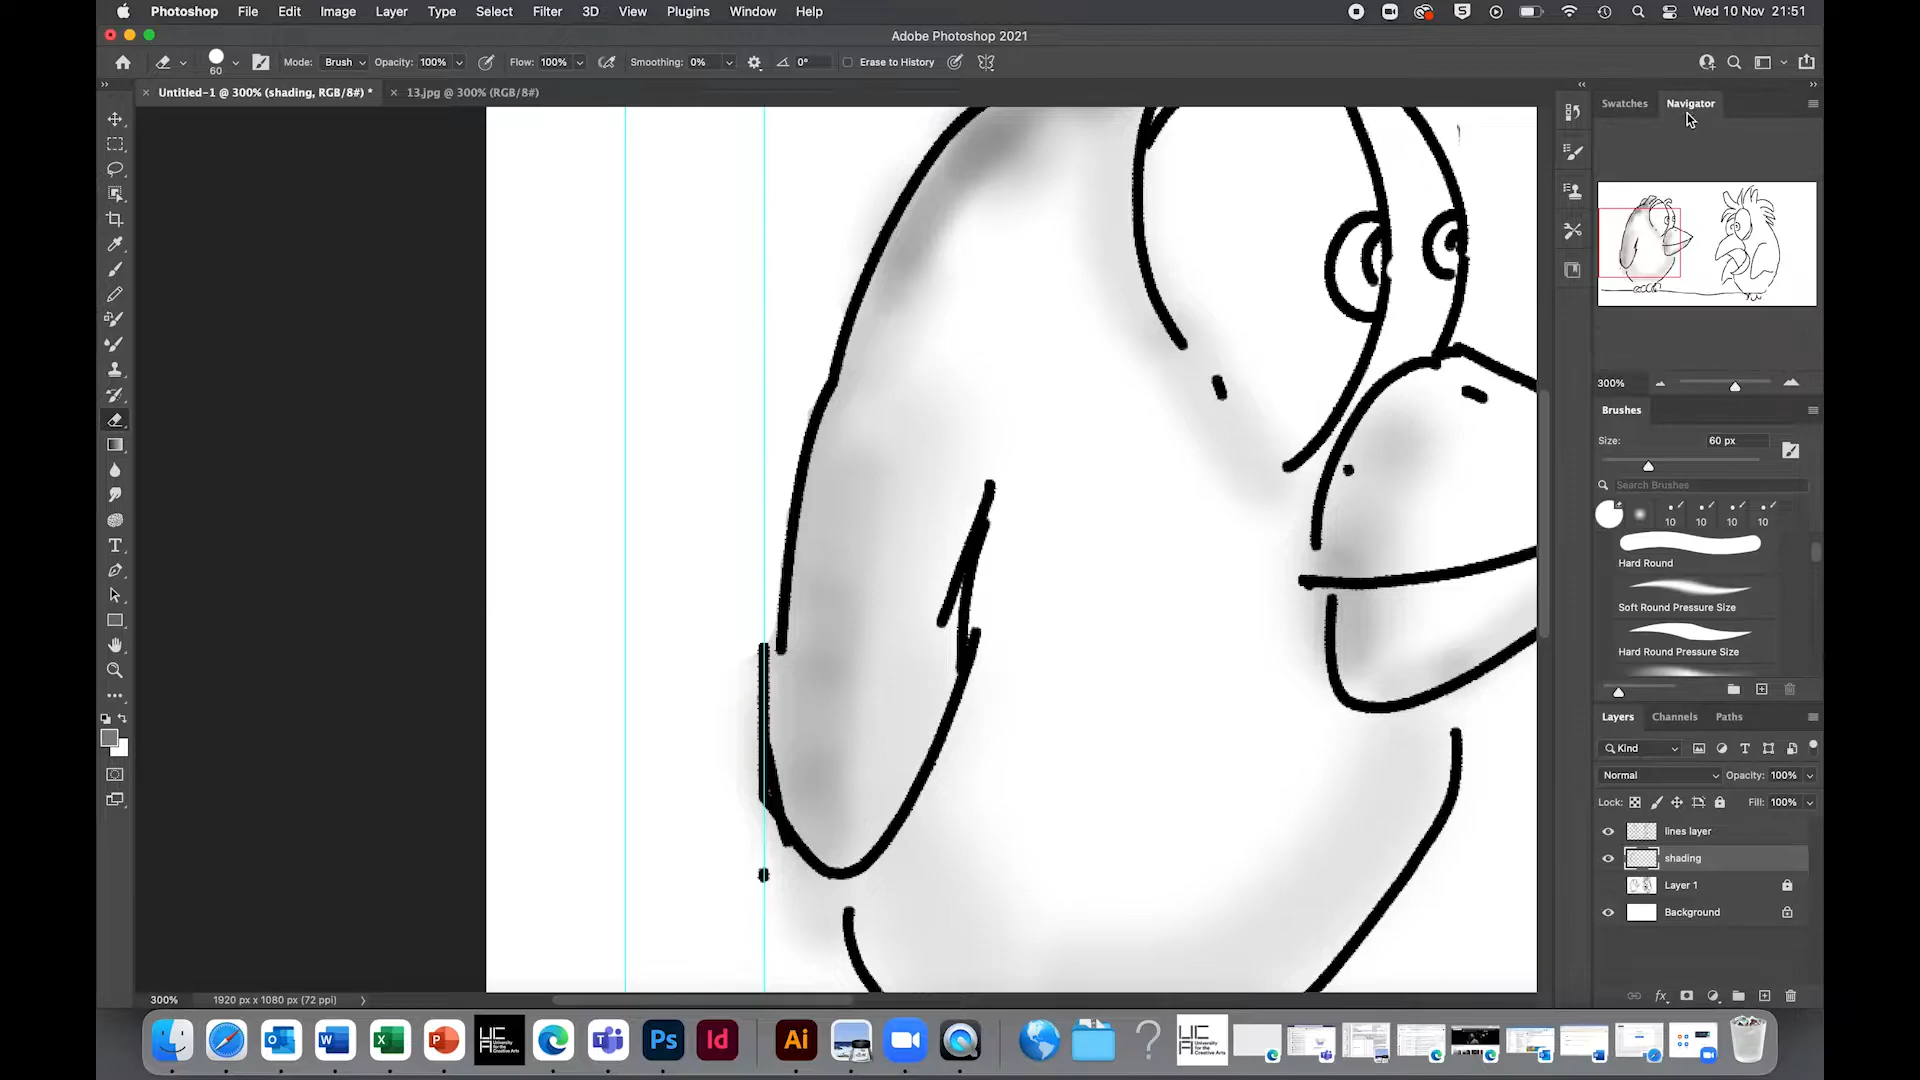 Photoshop File Edit Image Layer Type Select Filter 3D View Plugins Window Help Wed 10 Nov 21:51
Adobe Photoshop 2021
60 Mode: Brush Opacity: 100% Flow: 100% Smoothing: 0% 0° Erase to History
Untitled-1 @ 300% (shading, RGB/8#) * 13.jpg @ 300% (RGB/8#)
Swatches Navigator
300%
Brushes
Size: 60 px
Search Brushes
10 10 10 10
Hard Round
Soft Round Pressure Size
Hard Round Pressure Size
Layers Channels Paths
Kind
Normal Opacity: 100%
Lock: Fill: 100%
lines layer
shading
Layer 1
Background
fx
300% 1920 px x 1080 px (72 ppi)
Ps Id Ai